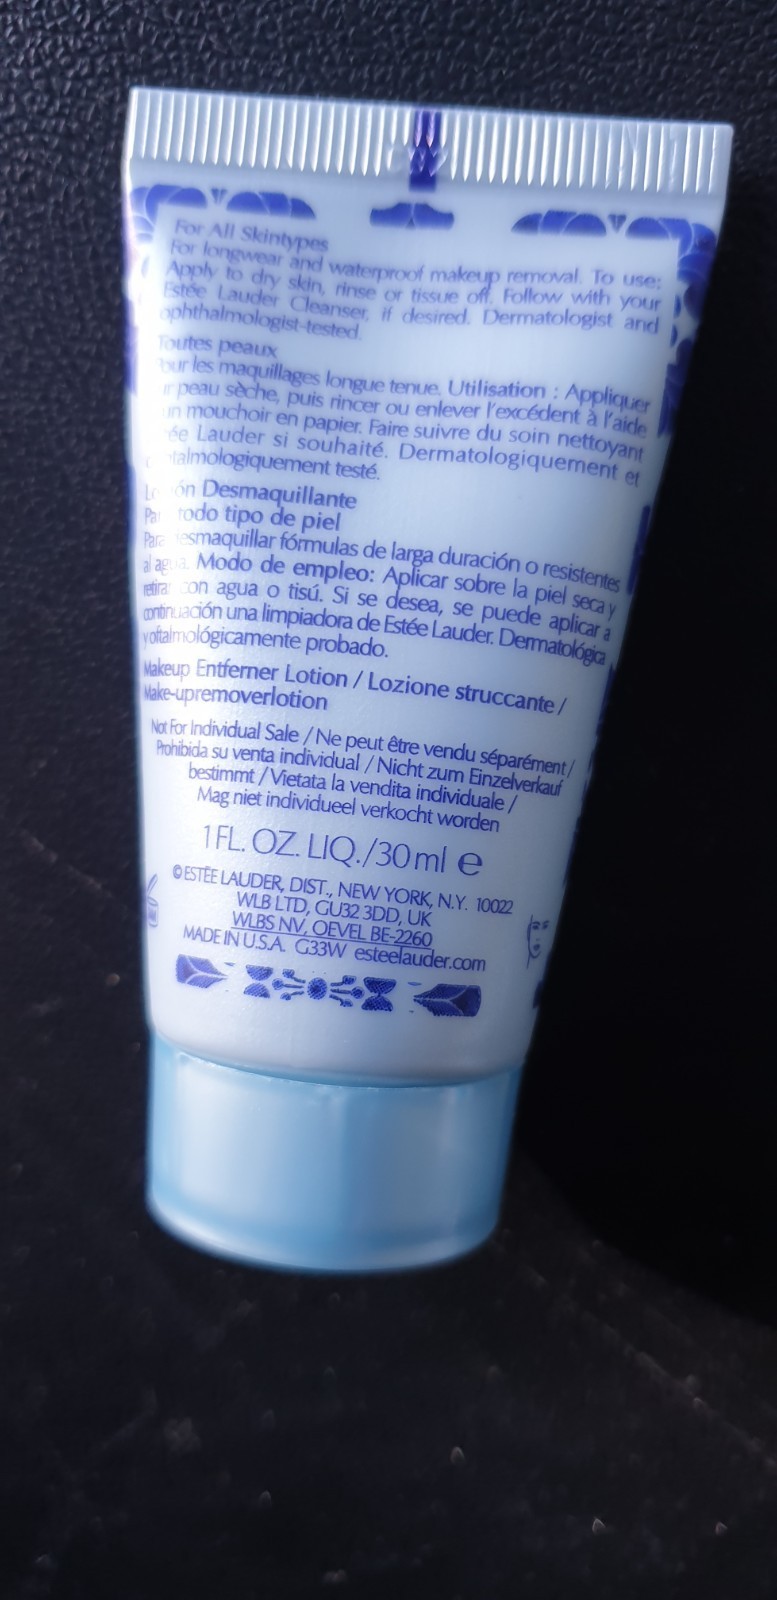 For All Skintypes
For longwear and waterproof makeup removal. To use:
Apply to dry skin, rinse or tissue off. Follow with your
Estée Lauder Cleanser, if desired. Dermatologist and
ophthalmologist-tested.
Toutes peaux
our les maquillages longue tenue. Utilisation : Appliquer
r peau sèche, puis rincer ou enlever l'excédent à l'aide
un mouchoir en papier. Faire suivre du soin nettoyant
ée Lauder si souhaité. Dermatologiquement et
talmologiquement testé.
Lo ón Desmaquillante
Pa todo tipo de piel
Para desmaquillar fórmulas de larga duración o resistentes
al agua. Modo de empleo: Aplicar sobre la piel seca y
retirar con agua o tisú. Si se desea, se puede aplicar a
continuación una limpiadora de Estée Lauder. Dermatológica
y oftalmológicamente probado.
Makeup Entferner Lotion / Lozione struccante /
Make-upremoverlotion
Not For Individual Sale / Ne peut être vendu séparément /
Prohibida su venta individual / Nicht zum Einzelverkauf
bestimmt / Vietata la vendita individuale /
Mag niet individueel verkocht worden
1 FL. OZ. LIQ./30 ml e
© ESTÉE LAUDER, DIST., NEW YORK, N.Y. 10022
WLB LTD, GU32 3DD, UK
WLBS NV, OEVEL BE-2260
MADE IN U.S.A. G33W esteelauder.com